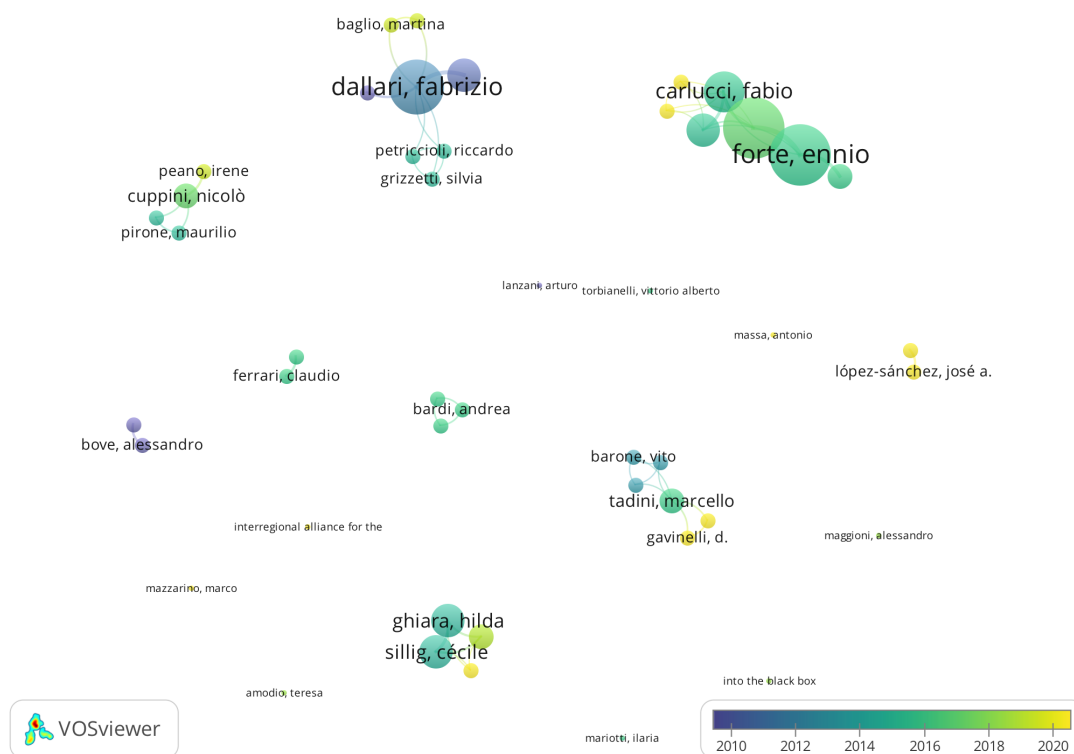 baglio, martina
dallari, fabrizio
carlucci, fabio
petriccioli, riccardo
forte, ennio
peano, irene
grizzetti, silvia
cuppini, nicolò
pirone, maurilio
lanzani, arturo
torbianelli, vittorio alberto
massa, antonio
ferrari, claudio
lópez-sánchez, josé a.
bardi, andrea
bove, alessandro
barone, vito
tadini, marcello
interregional alliance for the
gavinelli, d.
maggioni, alessandro
mazzarino, marco
ghiara, hilda
sillig, cécile
amodio, teresa
into the black box
mariotti, ilaria
VOSviewer
2010 2012 2014 2016 2018 2020